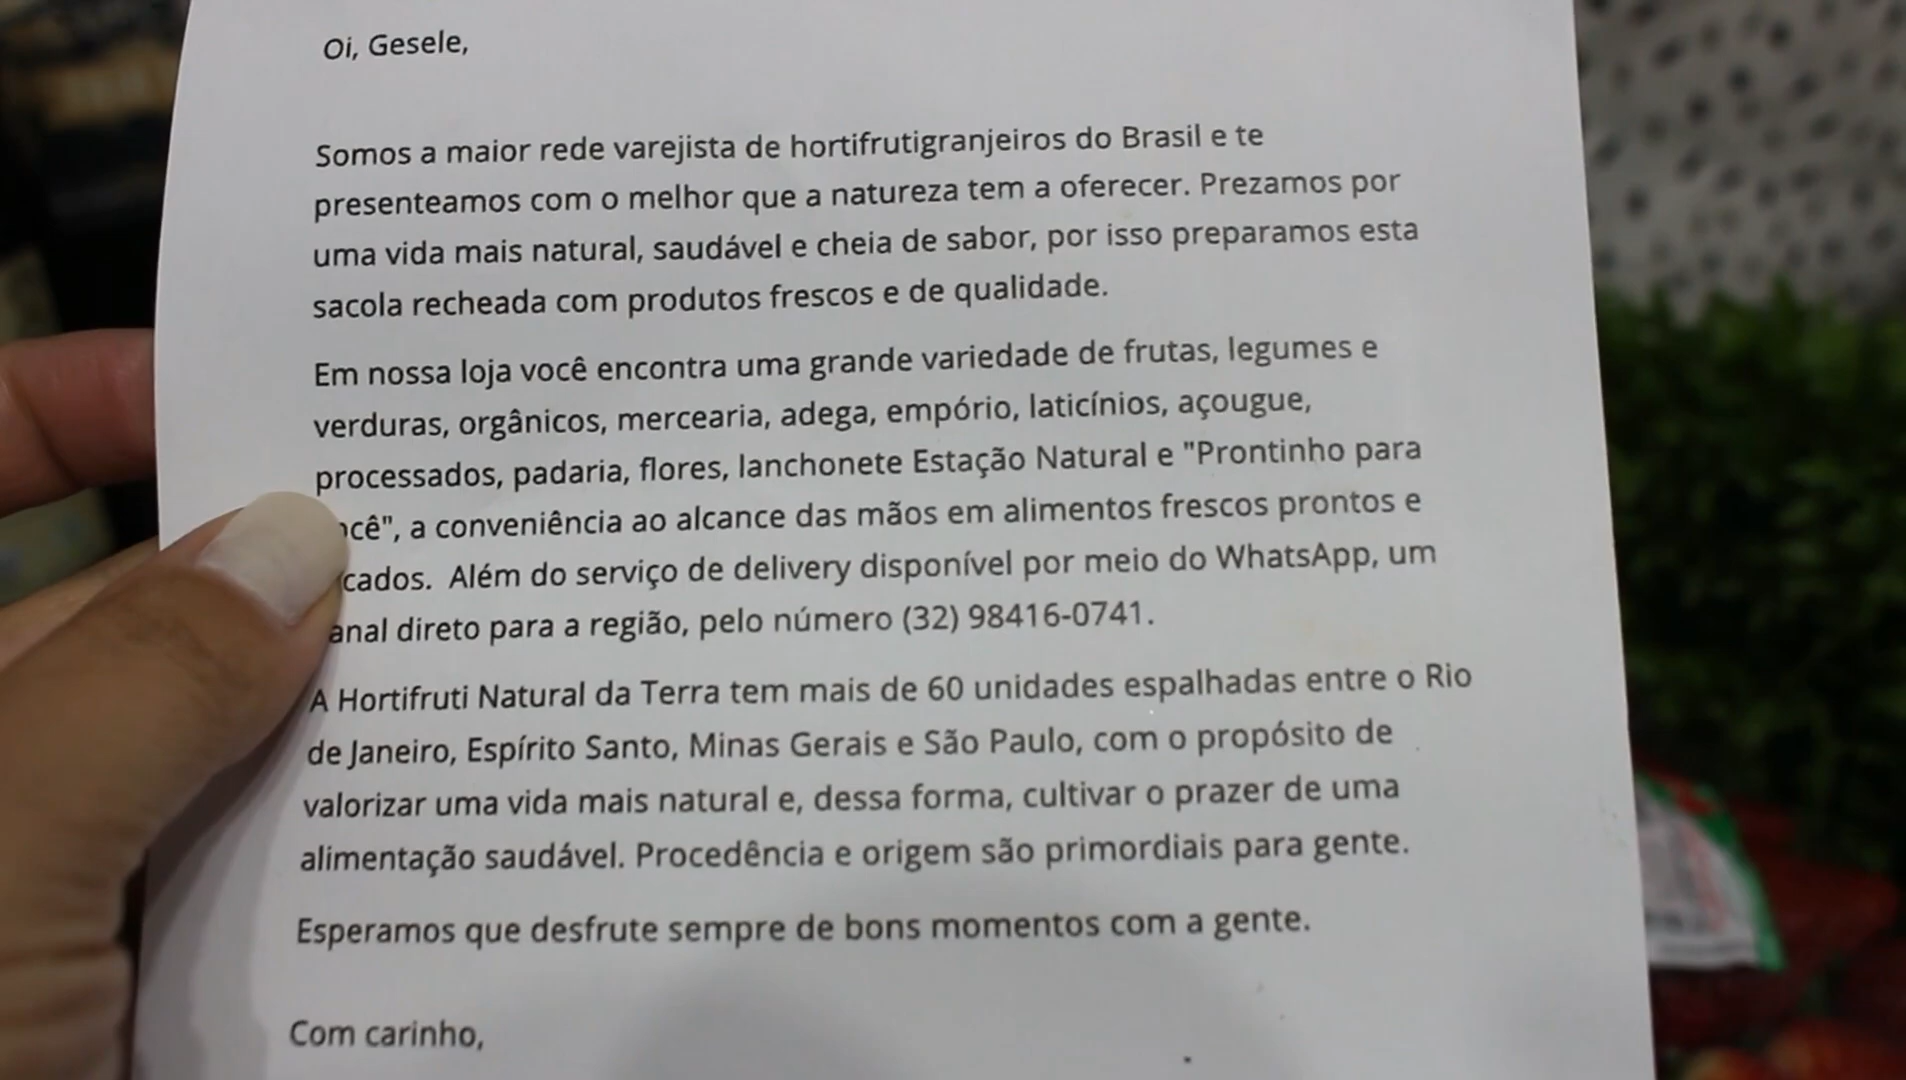 Oi, Gesele,
Somos a maior rede varejista de hortifrutigranjeiros do Brasil e te
presenteamos com o melhor que a natureza tem a oferecer. Prezamos por
uma vida mais natural, saudável e cheia de sabor, por isso preparamos esta
sacola recheada com produtos frescos e de qualidade.
Em nossa loja você encontra uma grande variedade de frutas, legumes e
verduras, orgânicos, mercearia, adega, empório, laticínios, açougue,
processados, padaria, flores, lanchonete Estação Natural e "Prontinho para
ocê", a conveniência ao alcance das mãos em alimentos frescos prontos e
cados. Além do serviço de delivery disponível por meio do WhatsApp, um
anal direto para a região, pelo número (32) 98416-0741.
A Hortifruti Natural da Terra tem mais de 60 unidades espalhadas entre o Rio
de Janeiro, Espírito Santo, Minas Gerais e São Paulo, com o propósito de
valorizar uma vida mais natural e, dessa forma, cultivar o prazer de uma
alimentação saudável. Procedência e origem são primordiais para gente.
Esperamos que desfrute sempre de bons momentos com a gente.
Com carinho,